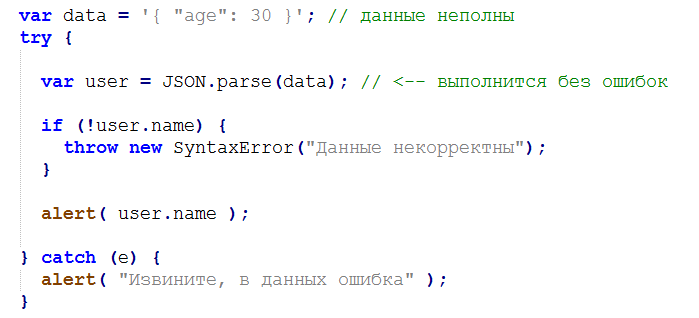 var data = '{ "age": 30 }'; // данные неполны
try {
var user = JSON.parse(data); // <-- выполнится без ошибок
if (!user.name) {
throw new SyntaxError("Данные некорректны");
}
alert( user.name );
} catch (e) {
alert( "Извините, в данных ошибка" );
}